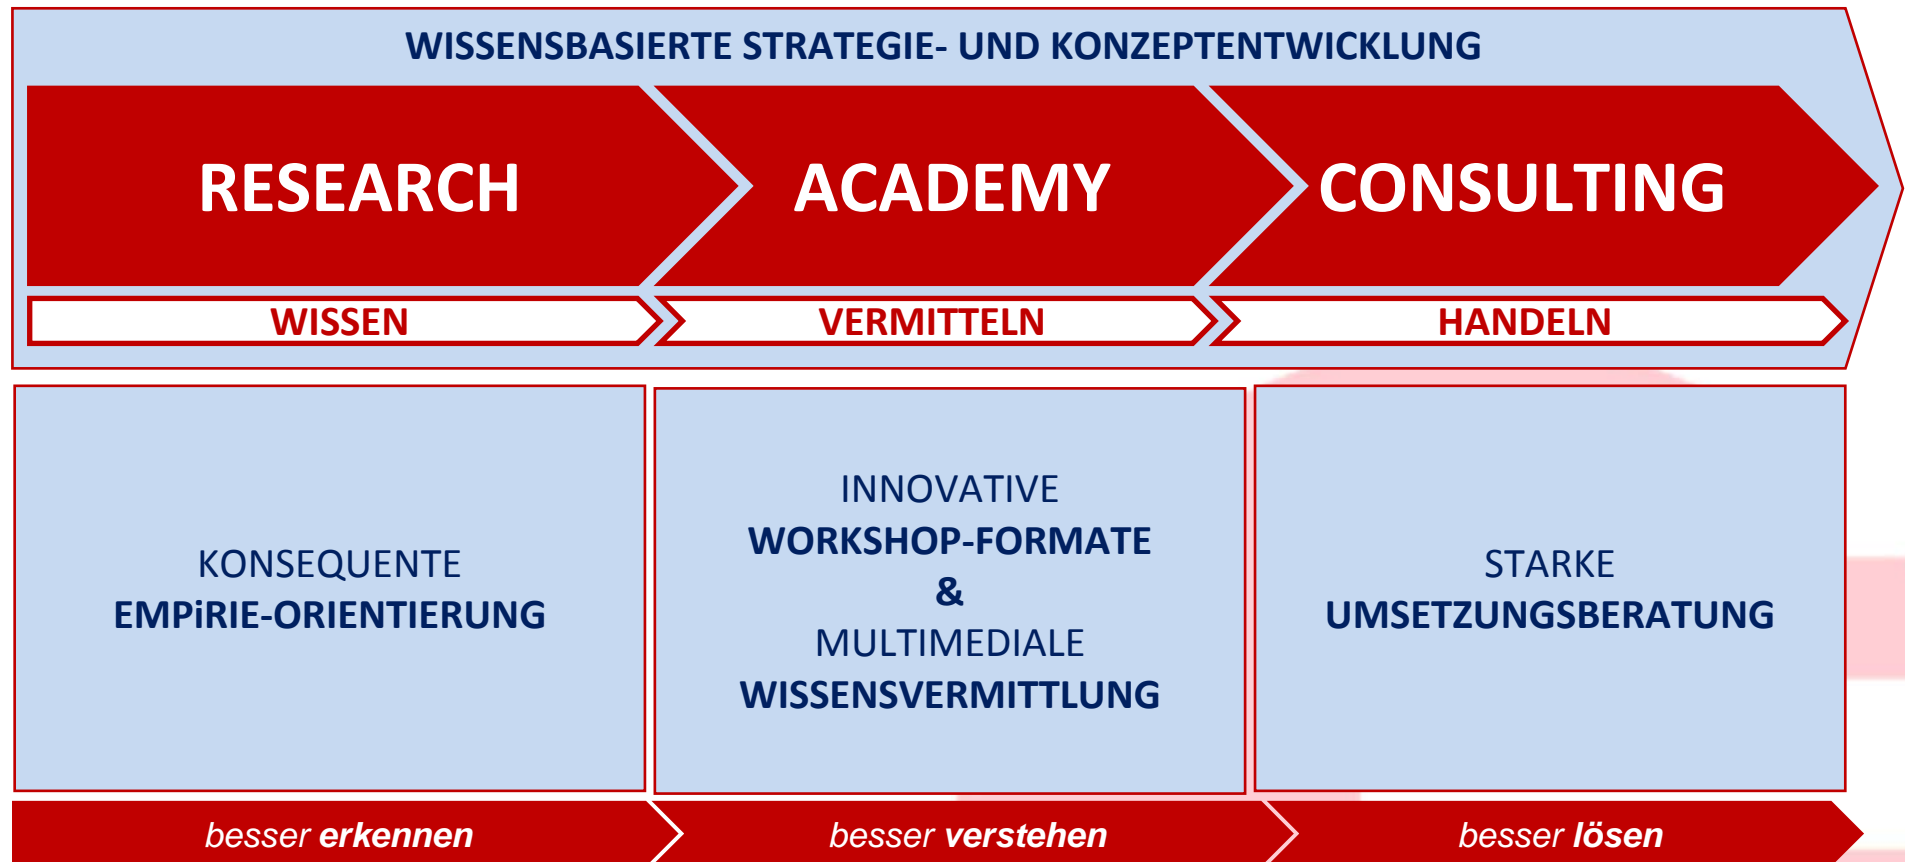 WISSENSBASIERTE STRATEGIE- UND KONZEPTENTWICKLUNG
RESEARCH
ACADEMY
CONSULTING
WISSEN
VERMITTELN
HANDELN
KONSEQUENTE
EMPiRIE-ORIENTIERUNG
INNOVATIVE
WORKSHOP-FORMATE
&
MULTIMEDIALE
WISSENSVERMITTLUNG
STARKE
UMSETZUNGSBERATUNG
besser erkennen
besser verstehen
besser lösen